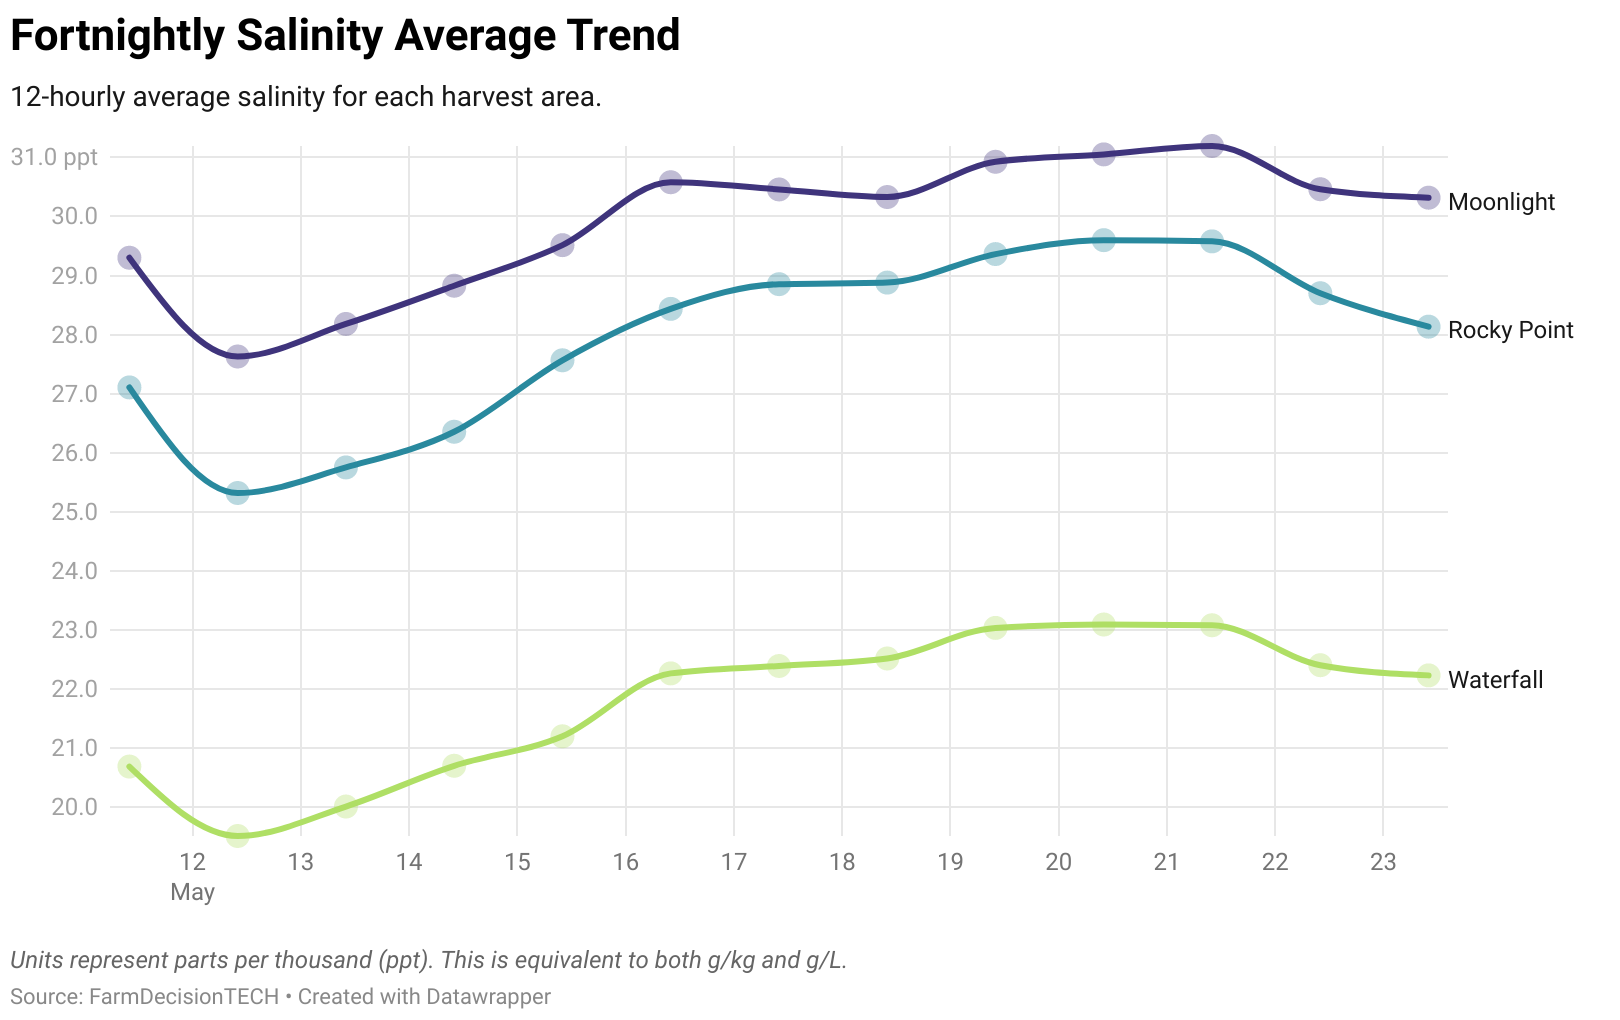 Fortnightly Salinity Average Trend
12-hourly average salinity for each harvest area.
31.0 ppt
30.0
29.0
28.0
27.0
26.0
25.0
24.0
23.0
22.0
21.0
20.0
Moonlight
Rocky Point
Waterfall
12 13 14 15 16 17 18 19 20 21 22 23
May
Units represent parts per thousand (ppt). This is equivalent to both g/kg and g/L.
Source: FarmDecisionTECH • Created with Datawrapper